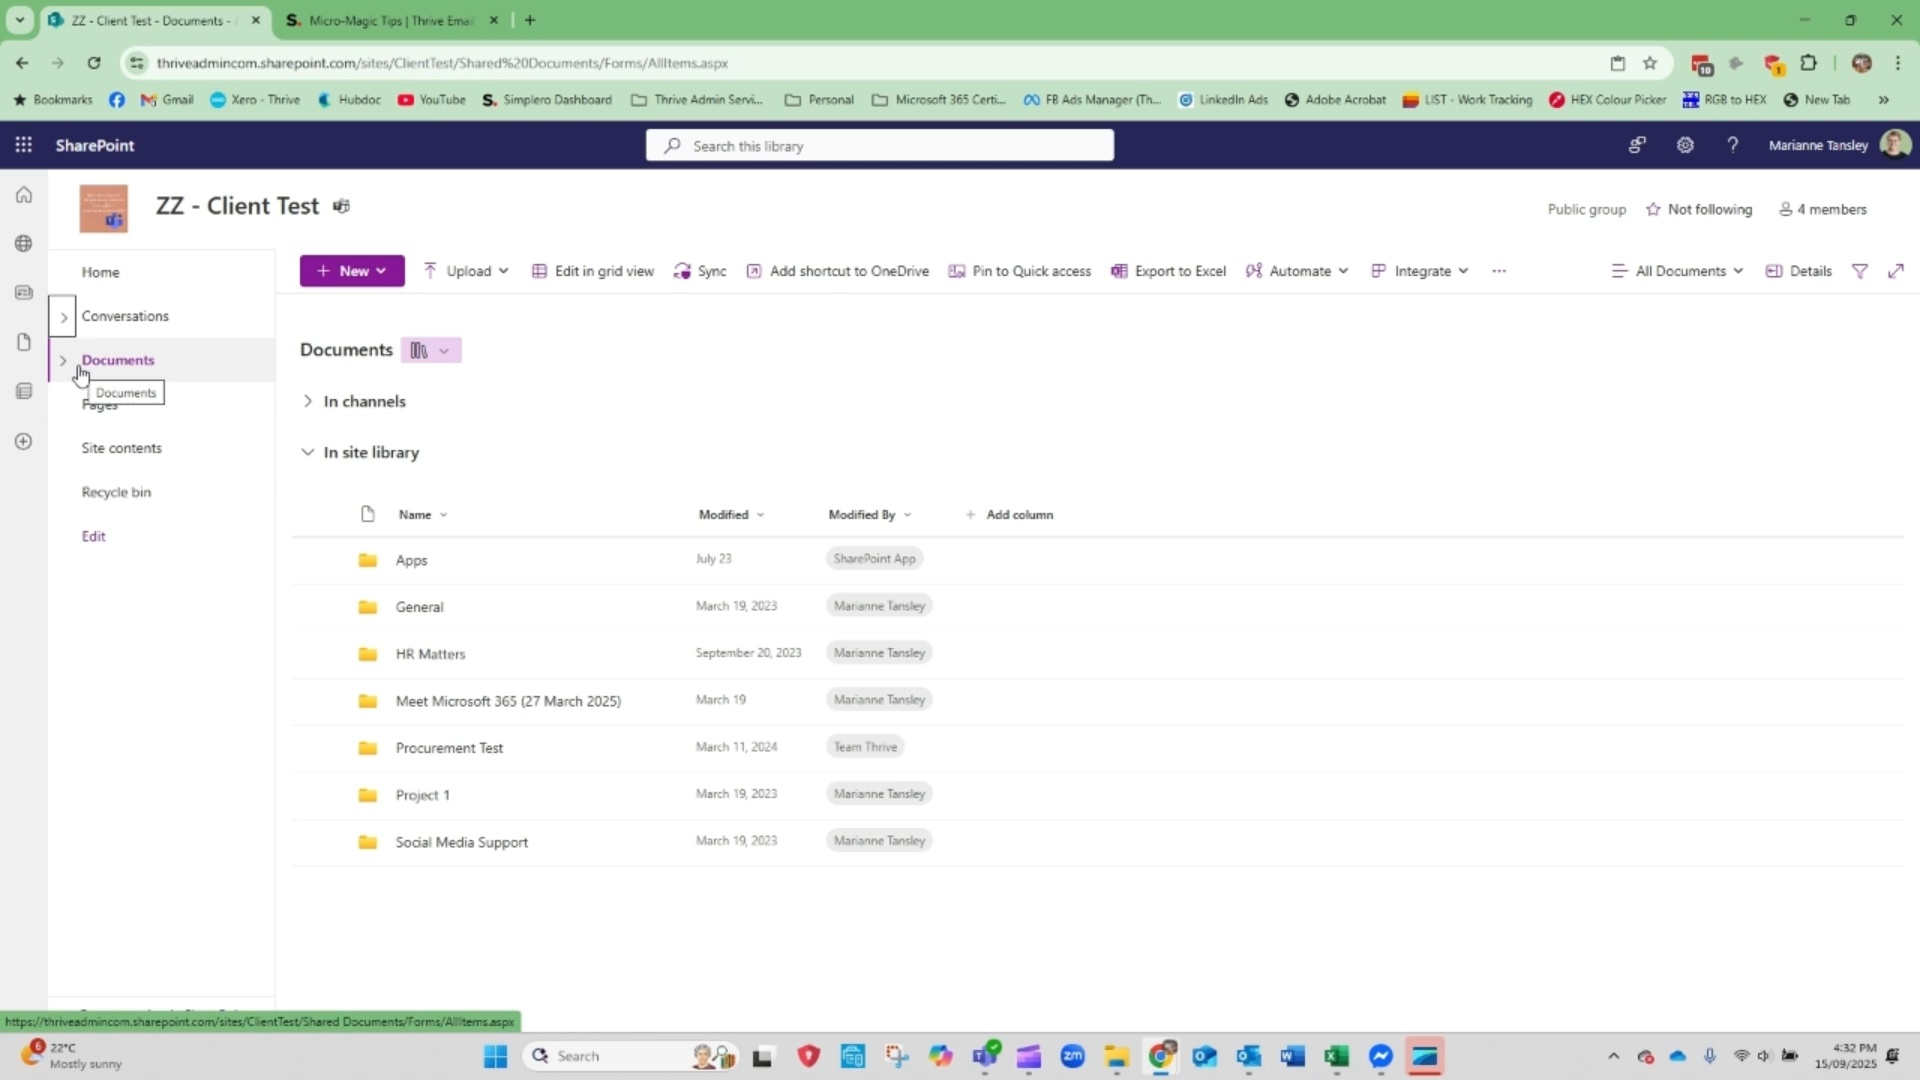 ZZ - Client Test - Documents -
Micro-Magic Tips | Thrive Emai
thriveadmincom.sharepoint.com/sites/ClientTest/Shared%20Documents/Forms/AllItems.aspx
10
1
Bookmarks
Gmail
Xero - Thrive
Hubdoc
YouTube
S. Simplero Dashboard
Thrive Admin Servi...
Personal
Microsoft 365 Certi...
FB Ads Manager (Th...
LinkedIn Ads
Adobe Acrobat
LIST - Work Tracking
HEX Colour Picker
RGB to HEX
New Tab
SharePoint
Search this library
Marianne Tansley
ZZ - Client Test
Public group
Not following
4 members
Home
Conversations
Documents
Documents
Pages
Site contents
Recycle bin
Edit
New
Upload
Edit in grid view
Sync
Add shortcut to OneDrive
Pin to Quick access
Export to Excel
Automate
Integrate
All Documents
Details
Documents
In channels
In site library
Name
Modified
Modified By
Add column
Apps July 23 SharePoint App
General March 19, 2023 Marianne Tansley
HR Matters September 20, 2023 Marianne Tansley
Meet Microsoft 365 (27 March 2025) March 19 Marianne Tansley
Procurement Test March 11, 2024 Team Thrive
Project 1 March 19, 2023 Marianne Tansley
Social Media Support March 19, 2023 Marianne Tansley
https://thriveadmincom.sharepoint.com/sites/ClientTest/Shared Documents/Forms/AllItems.aspx
6
22°C
Mostly sunny
Search
zm
4:32 PM
15/09/2025